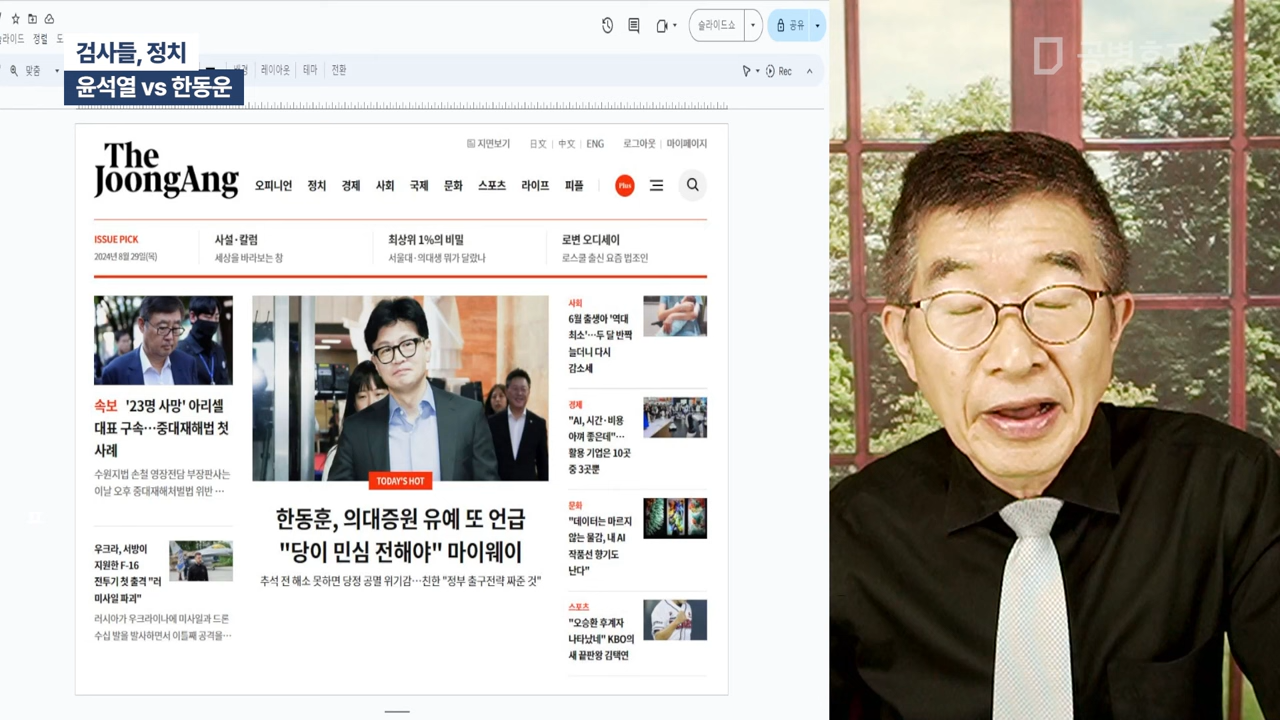 슬라이드쇼
공유
라이드 정렬 도
검사들, 정치
윤석열 vs 한동운
맞춤
배경
레이아웃
테마
전환
Rec
The
JoongAng
지면보기
日文 | 中文 | ENG
로그아웃 | 마이페이지
오피니언 정치 경제 사회 국제 문화 스포츠 라이프 피플
Plus
ISSUE PICK
2024년 8월 29일(목)
사설·칼럼
세상을 바라보는 창
최상위 1%의 비밀
서울대·의대생 뭐가 달랐나
로변 오디세이
로스쿨 출신 요즘 법조인
속보 '23명 사망' 아리셀
대표 구속…중대재해법 첫
사례
수원지법 손철 영장전담 부장판사는
이날 오후 중대재해처벌법 위반 …
우크라, 서방이
지원한 F-16
전투기 첫 출격 "러
미사일 파괴"
러시아가 우크라이나에 미사일과 드론
수십 발을 발사하면서 이틀째 공격을…
TODAY'S HOT
한동훈, 의대증원 유예 또 언급
"당이 민심 전해야" 마이웨이
추석 전 해소 못하면 당정 공멸 위기감…친한 "정부 출구전략 짜준 것"
사회
6월 출생아 '역대
최소'…두 달 반짝
늘더니 다시
감소세
경제
"AI, 시간·비용
아껴 좋은데"…
활용 기업은 10곳
중 3곳뿐
문화
"데이터는 마르지
않는 물감, 내 AI
작품선 향기도
난다"
스포츠
"오승환 후계자
나타났네" KBO의
새 끝판왕 김택연